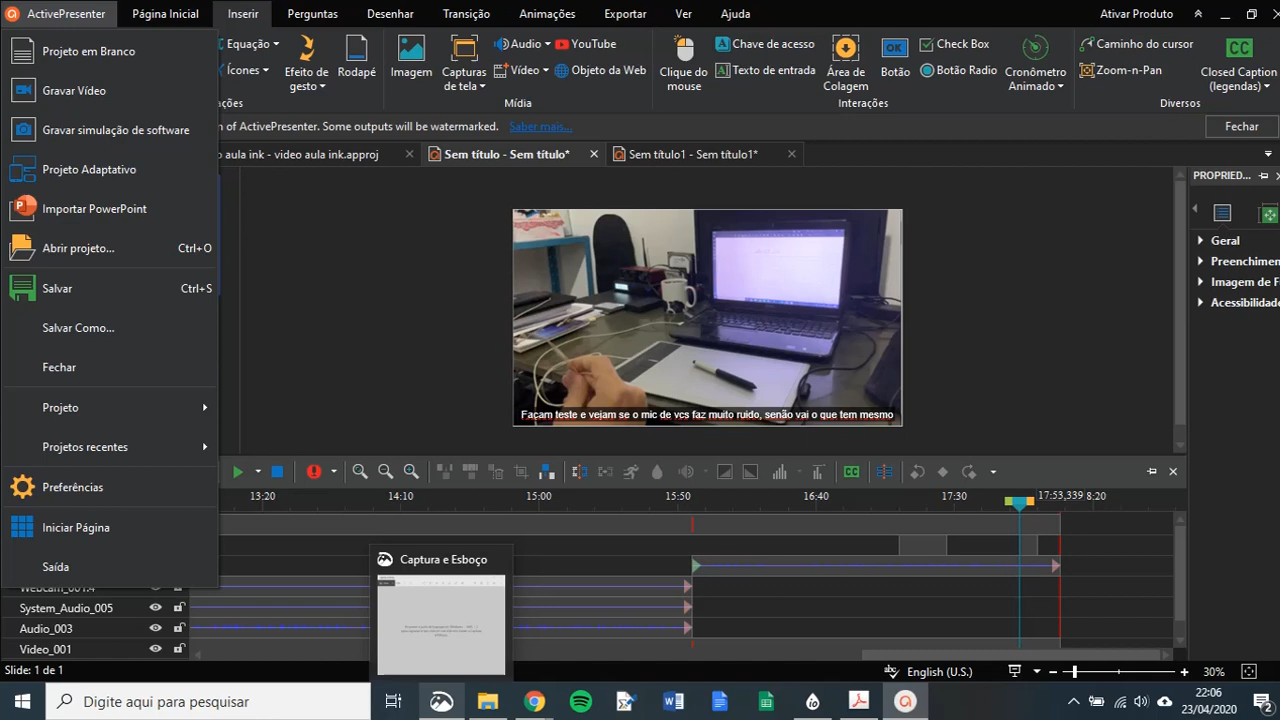 ActivePresenter
Página Inicial
Inserir
Perguntas
Desenhar
Transição
Animações
Exportar
Ver
Ajuda
Ativar Produto
Projeto em Branco
Gravar Vídeo
Gravar simulação de software
Projeto Adaptativo
Importar PowerPoint
Abrir projeto... Ctrl+O
Salvar Ctrl+S
Salvar Como...
Fechar
Projeto
Projetos recentes
Preferências
Iniciar Página
Saída
Equação
Ícones
Efeito de
gesto
Rodapé
ações
Imagem
Capturas
de tela
Audio
YouTube
Vídeo
Objeto da Web
Mídia
Clique do
mouse
Chave de acesso
Texto de entrada
Área de
Colagem
OK
Botão
Check Box
Botão Radio
Cronômetro
Animado
Interações
Caminho do cursor
Zoom-n-Pan
CC
Closed Caption
(legendas)
Diversos
n of ActivePresenter. Some outputs will be watermarked. Saber mais...
Fechar
o aula ink - video aula ink.approj
Sem título - Sem título*
Sem título1 - Sem título1*
PROPRIED...
Geral
Preenchimen
Imagem de F
Acessibilidade
Façam teste e vejam se o mic de vcs faz muito ruido, senão vai o que tem mesmo
CC
13:20 14:10 15:00 15:50 16:40 17:30 17:53,339 8:20
Webcam_001.4
System_Audio_005
Audio_003
Video_001
Captura e Esboço
Slide: 1 de 1
English (U.S.)
30%
Digite aqui para pesquisar
22:06
23/04/2020
2